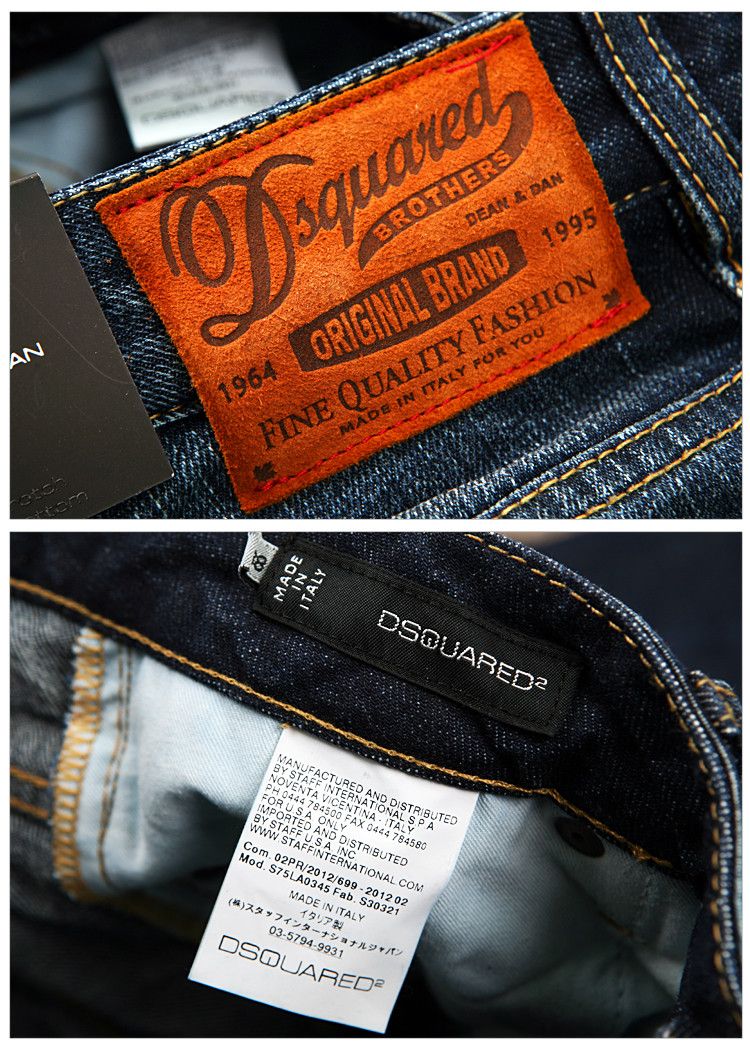 Dsquared
BROTHERS
DEAN & DAN
ORIGINAL BRAND
1964
1995
FINE QUALITY FASHION
MADE IN ITALY FOR YOU
AN
ottom
8
MADE
IN
ITALY
DSQUARED2
MANUFACTURED AND DISTRIBUTED
BY STAFF INTERNATIONAL S.P.A
NOVENTA VICENTINA - ITALY
PH 0444 784500 FAX 0444 784580
FOR U.S.A. ONLY
IMPORTED AND DISTRIBUTED
BY STAFF U.S.A. INC
WWW.STAFFINTERNATIONAL.COM
Com. 02PR/2012/699 - 2012 02
Mod. S75LA0345 Fab. S30321
MADE IN ITALY
イタリア製
(株)スタッフインターナショナルジャパン
03-5794-9931
DSQUARED2